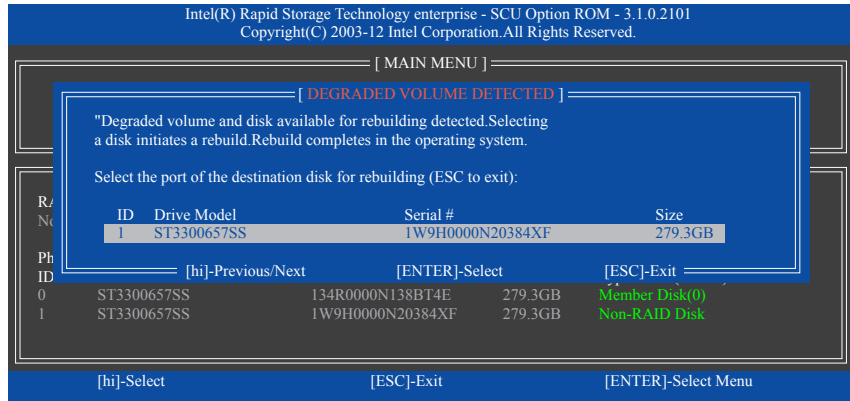 Intel(R) Rapid Storage Technology enterprise - SCU Option ROM - 3.1.0.2101
Copyright(C) 2003-12 Intel Corporation.All Rights Reserved.
[ MAIN MENU ]
[ DEGRADED VOLUME DETECTED ]
"Degraded volume and disk available for rebuilding detected.Selecting
a disk initiates a rebuild.Rebuild completes in the operating system.
Select the port of the destination disk for rebuilding (ESC to exit):
ID Drive Model Serial # Size
1 ST3300657SS 1W9H0000N20384XF 279.3GB
[hi]-Previous/Next [ENTER]-Select [ESC]-Exit
ID
0 ST3300657SS 134R0000N138BT4E 279.3GB Member Disk(0)
1 ST3300657SS 1W9H0000N20384XF 279.3GB Non-RAID Disk
[hi]-Select [ESC]-Exit [ENTER]-Select Menu